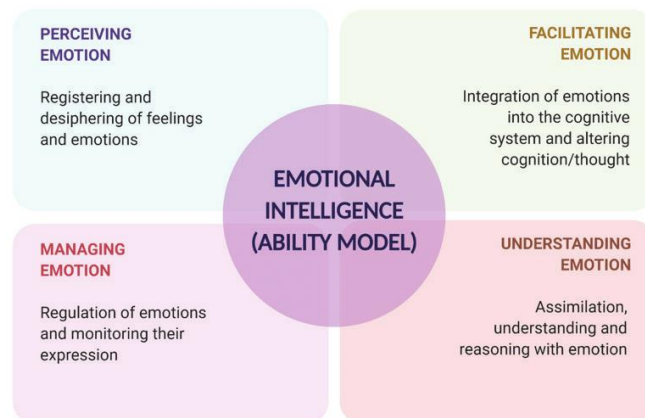 PERCEIVING
EMOTION
Registering and
desiphering of feelings
and emotions
FACILITATING
EMOTION
Integration of emotions
into the cognitive
system and altering
cognition/thought
EMOTIONAL
INTELLIGENCE
(ABILITY MODEL)
MANAGING
EMOTION
Regulation of emotions
and monitoring their
expression
UNDERSTANDING
EMOTION
Assimilation,
understanding and
reasoning with emotion